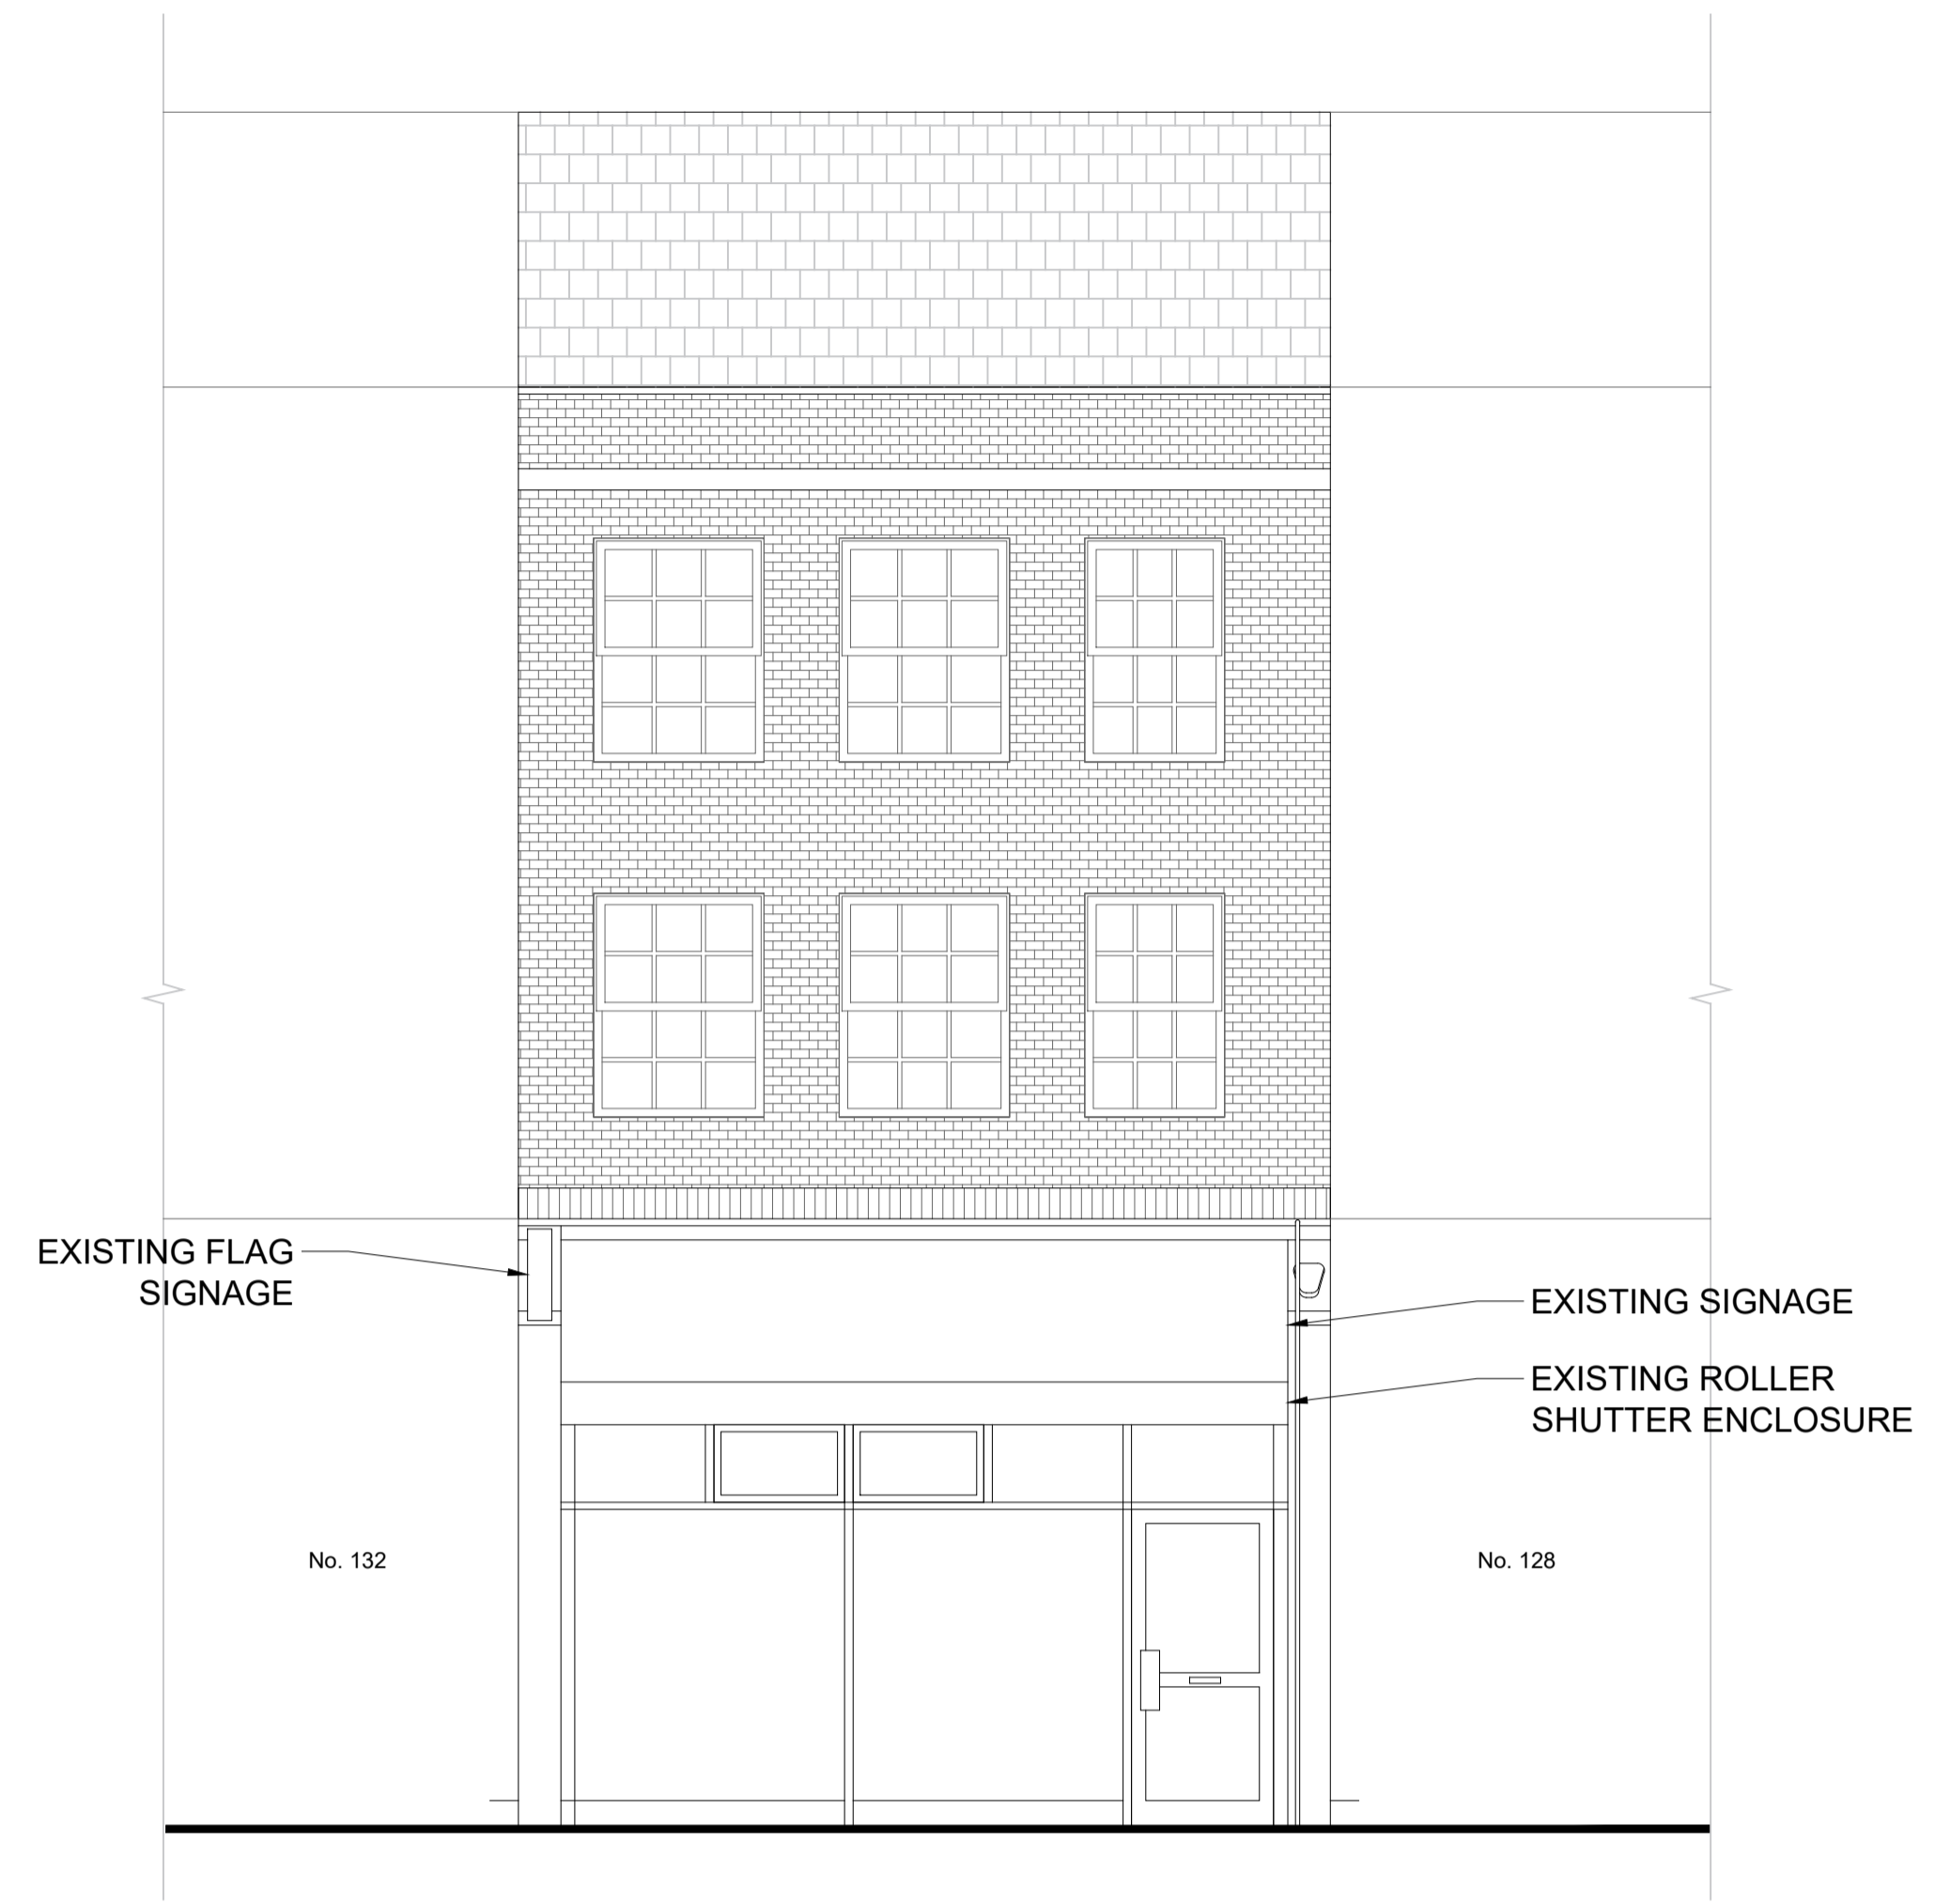 EXISTING FLAG
SIGNAGE
EXISTING SIGNAGE
EXISTING ROLLER
SHUTTER ENCLOSURE
No. 132
No. 128